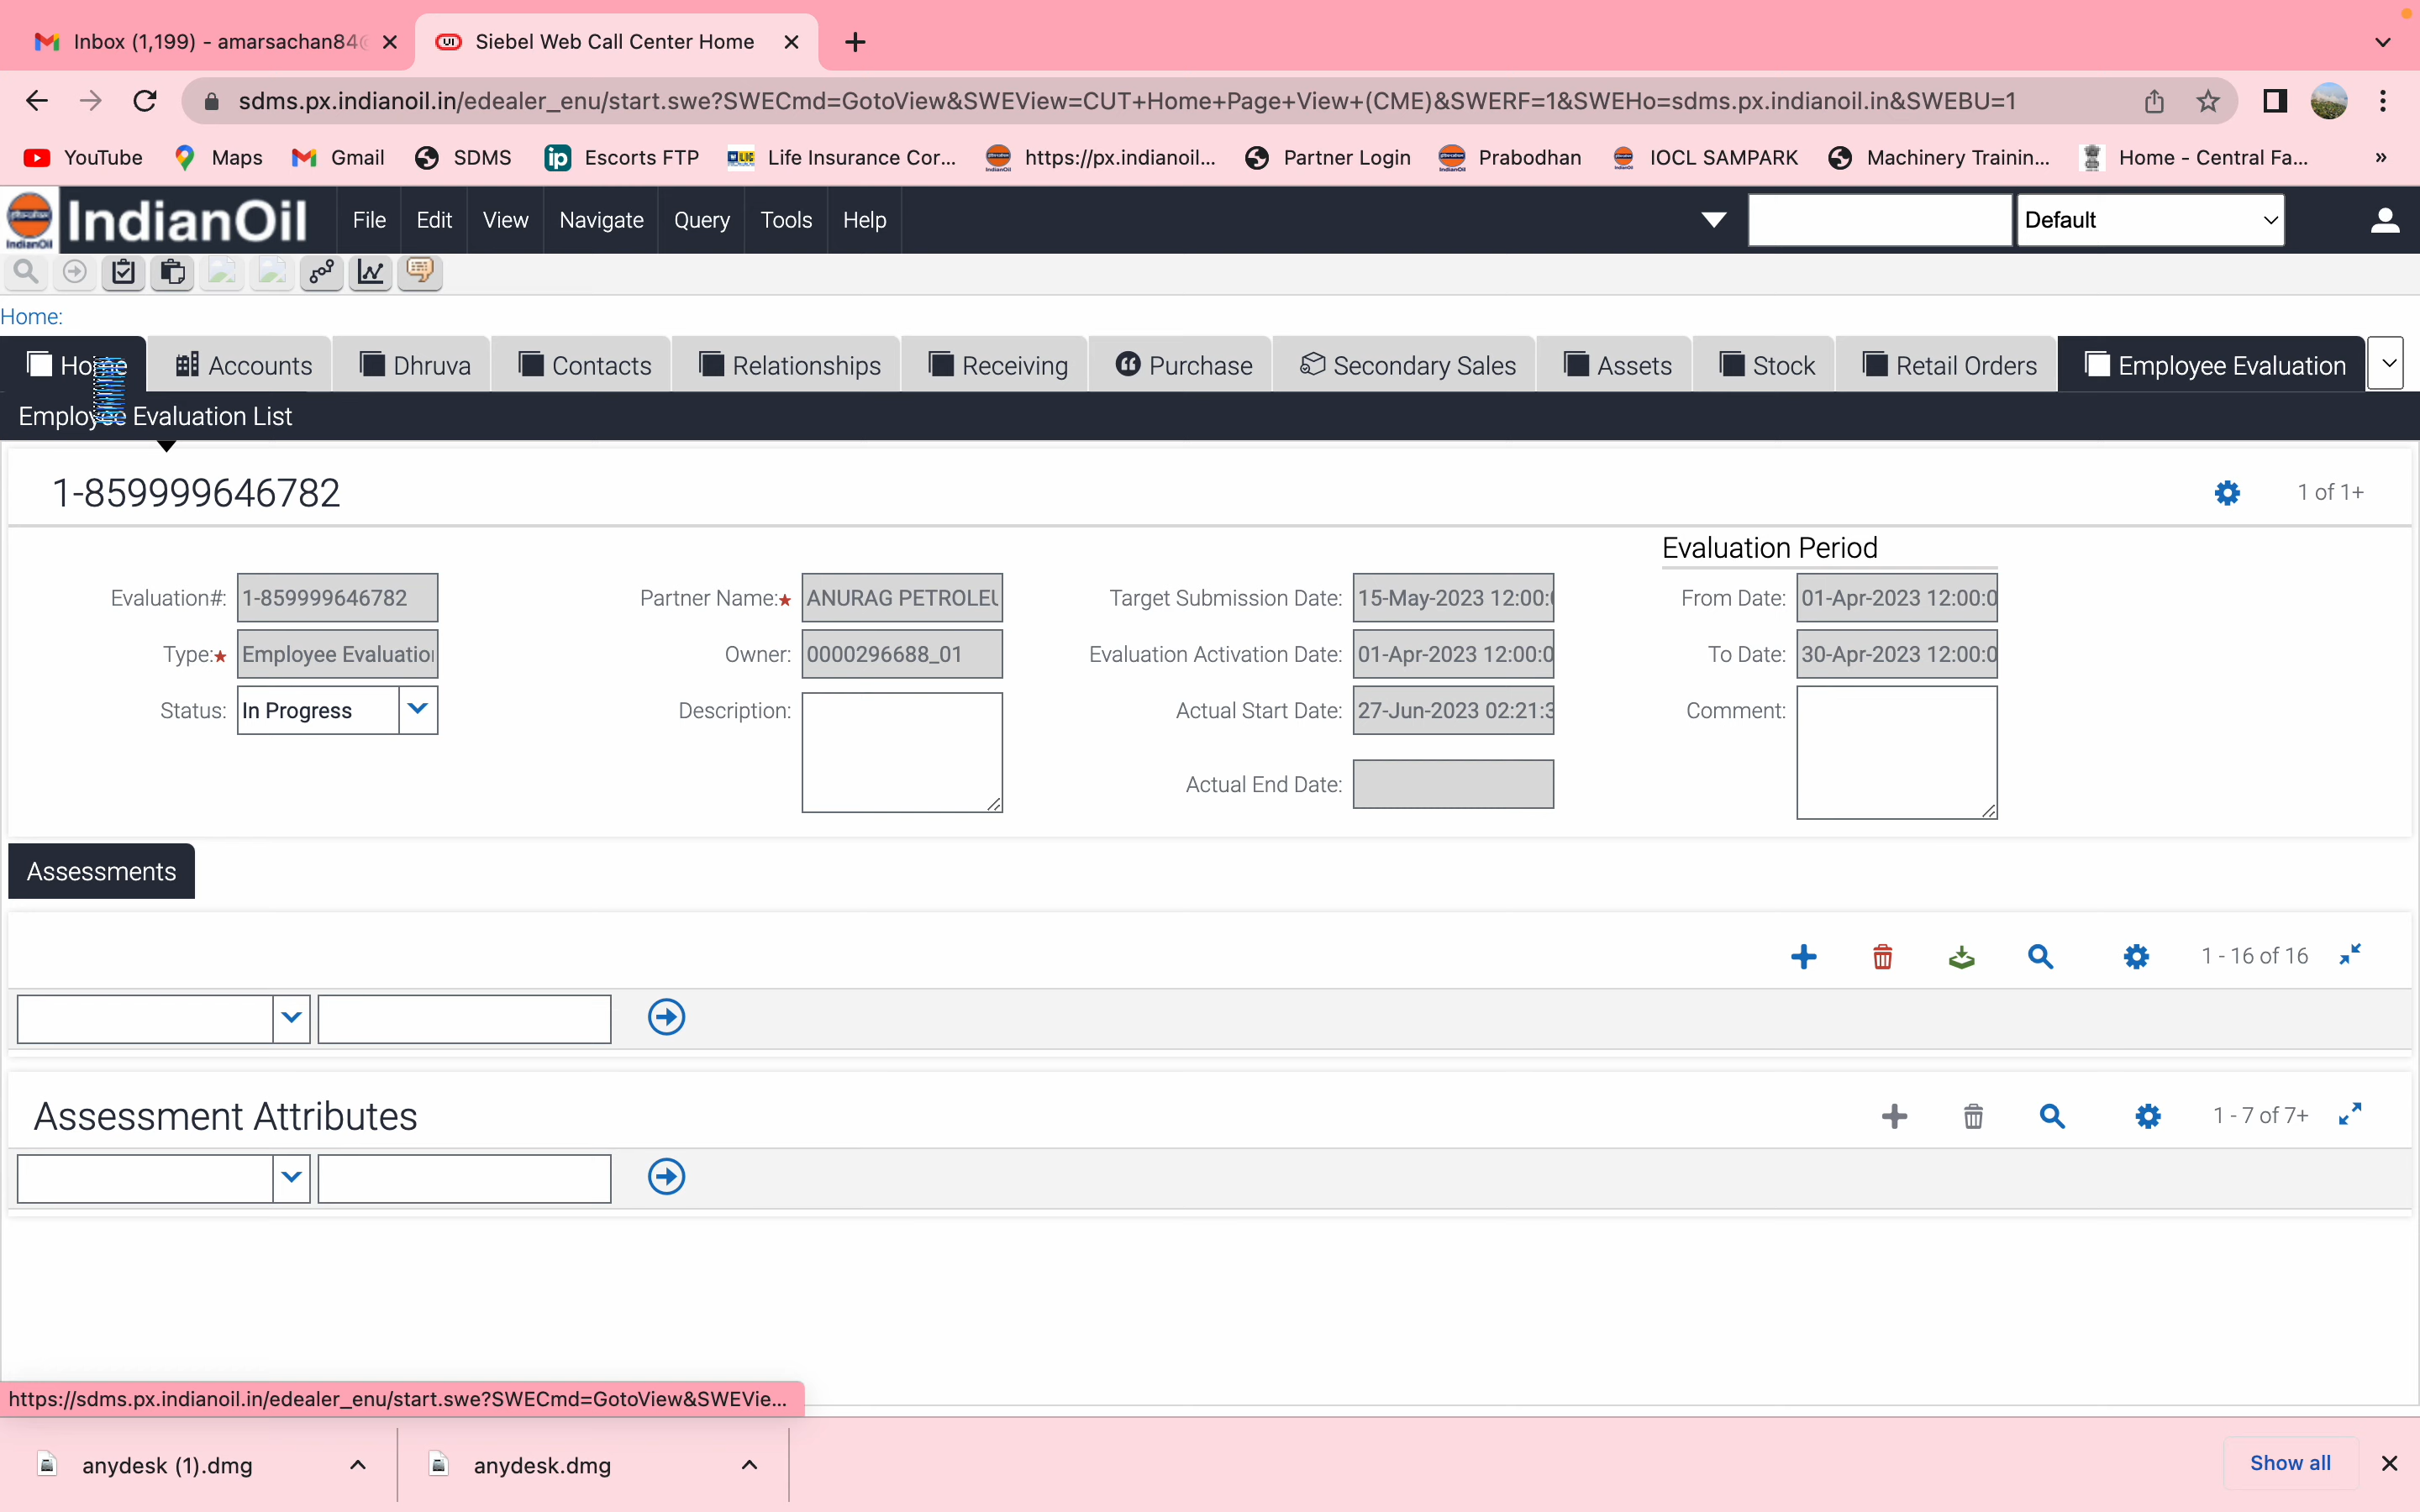 Inbox (1,199) - amarsachan84@
Siebel Web Call Center Home
sdms.px.indianoil.in/edealer_enu/start.swe?SWECmd=GotoView&SWEView=CUT+Home+Page+View+(CME)&SWERF=1&SWEHo=sdms.px.indianoil.in&SWEBU=1
YouTube Maps Gmail SDMS Escorts FTP Life Insurance Cor... https://px.indianoil... Partner Login Prabodhan IOCL SAMPARK Machinery Trainin... Home - Central Fa... »
IndianOil File Edit View Navigate Query Tools Help Default
Home:
Home Accounts Dhruva Contacts Relationships Receiving Purchase Secondary Sales Assets Stock Retail Orders Employee Evaluation
Employee Evaluation List
1-859999646782 1 of 1+
Evaluation Period
Evaluation#: 1-859999646782 Partner Name:★ ANURAG PETROLEU Target Submission Date: 15-May-2023 12:00:0 From Date: 01-Apr-2023 12:00:0
Type:★ Employee Evaluation Owner: 0000296688_01 Evaluation Activation Date: 01-Apr-2023 12:00:0 To Date: 30-Apr-2023 12:00:0
Status: In Progress Description: Actual Start Date: 27-Jun-2023 02:21:3 Comment:
Actual End Date:
Assessments
1 - 16 of 16
Assessment Attributes 1 - 7 of 7+
https://sdms.px.indianoil.in/edealer_enu/start.swe?SWECmd=GotoView&SWEVie...
anydesk (1).dmg anydesk.dmg Show all